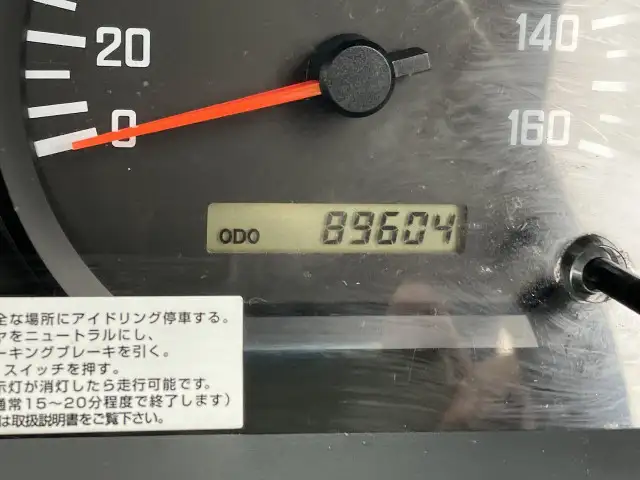 20
0
140
160
ODO 89604
全な場所にアイドリング停車する。
ヤをニュートラルにし、
ーキングブレーキを引く。
スイッチを押す。
示灯が消灯したら走行可能です。
通常15～20分程度で終了します)
は取扱説明書をご覧下さい。